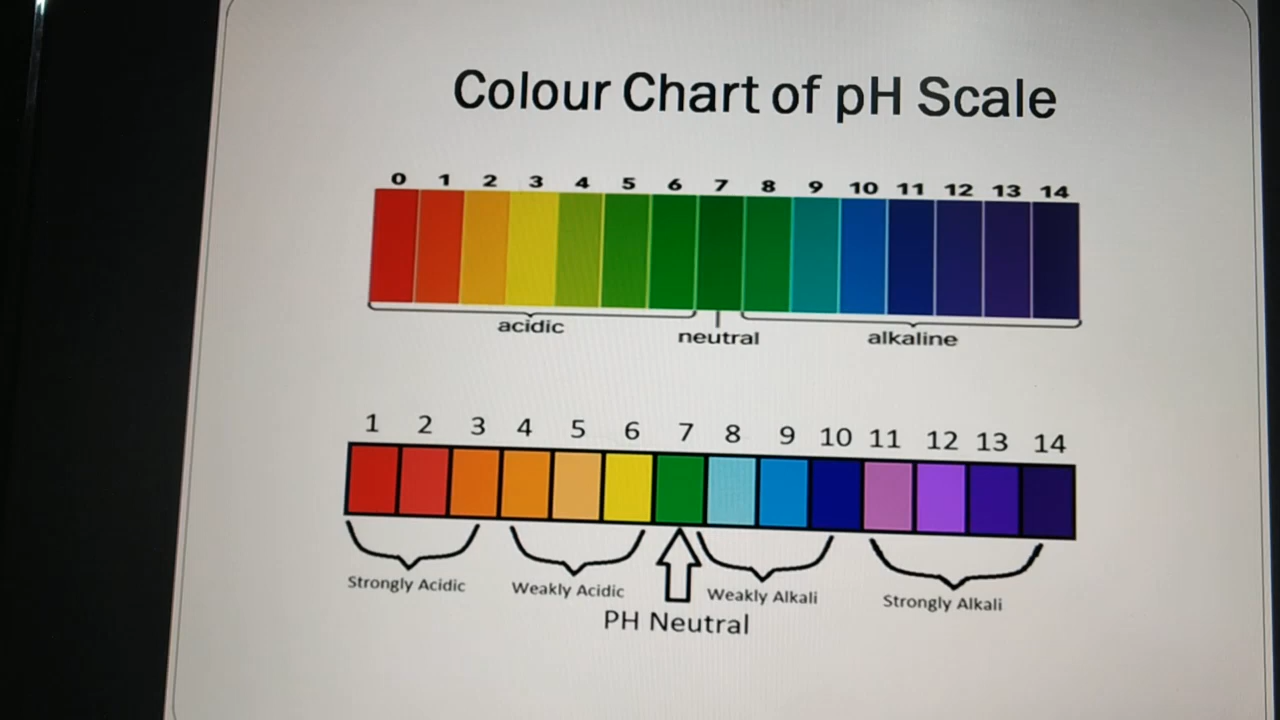 Colour Chart of pH Scale
0 1 2 3 4 5 6 7 8 9 10 11 12 13 14
acidic neutral alkaline
1 2 3 4 5 6 7 8 9 10 11 12 13 14
Strongly Acidic Weakly Acidic Weakly Alkali Strongly Alkali
PH Neutral